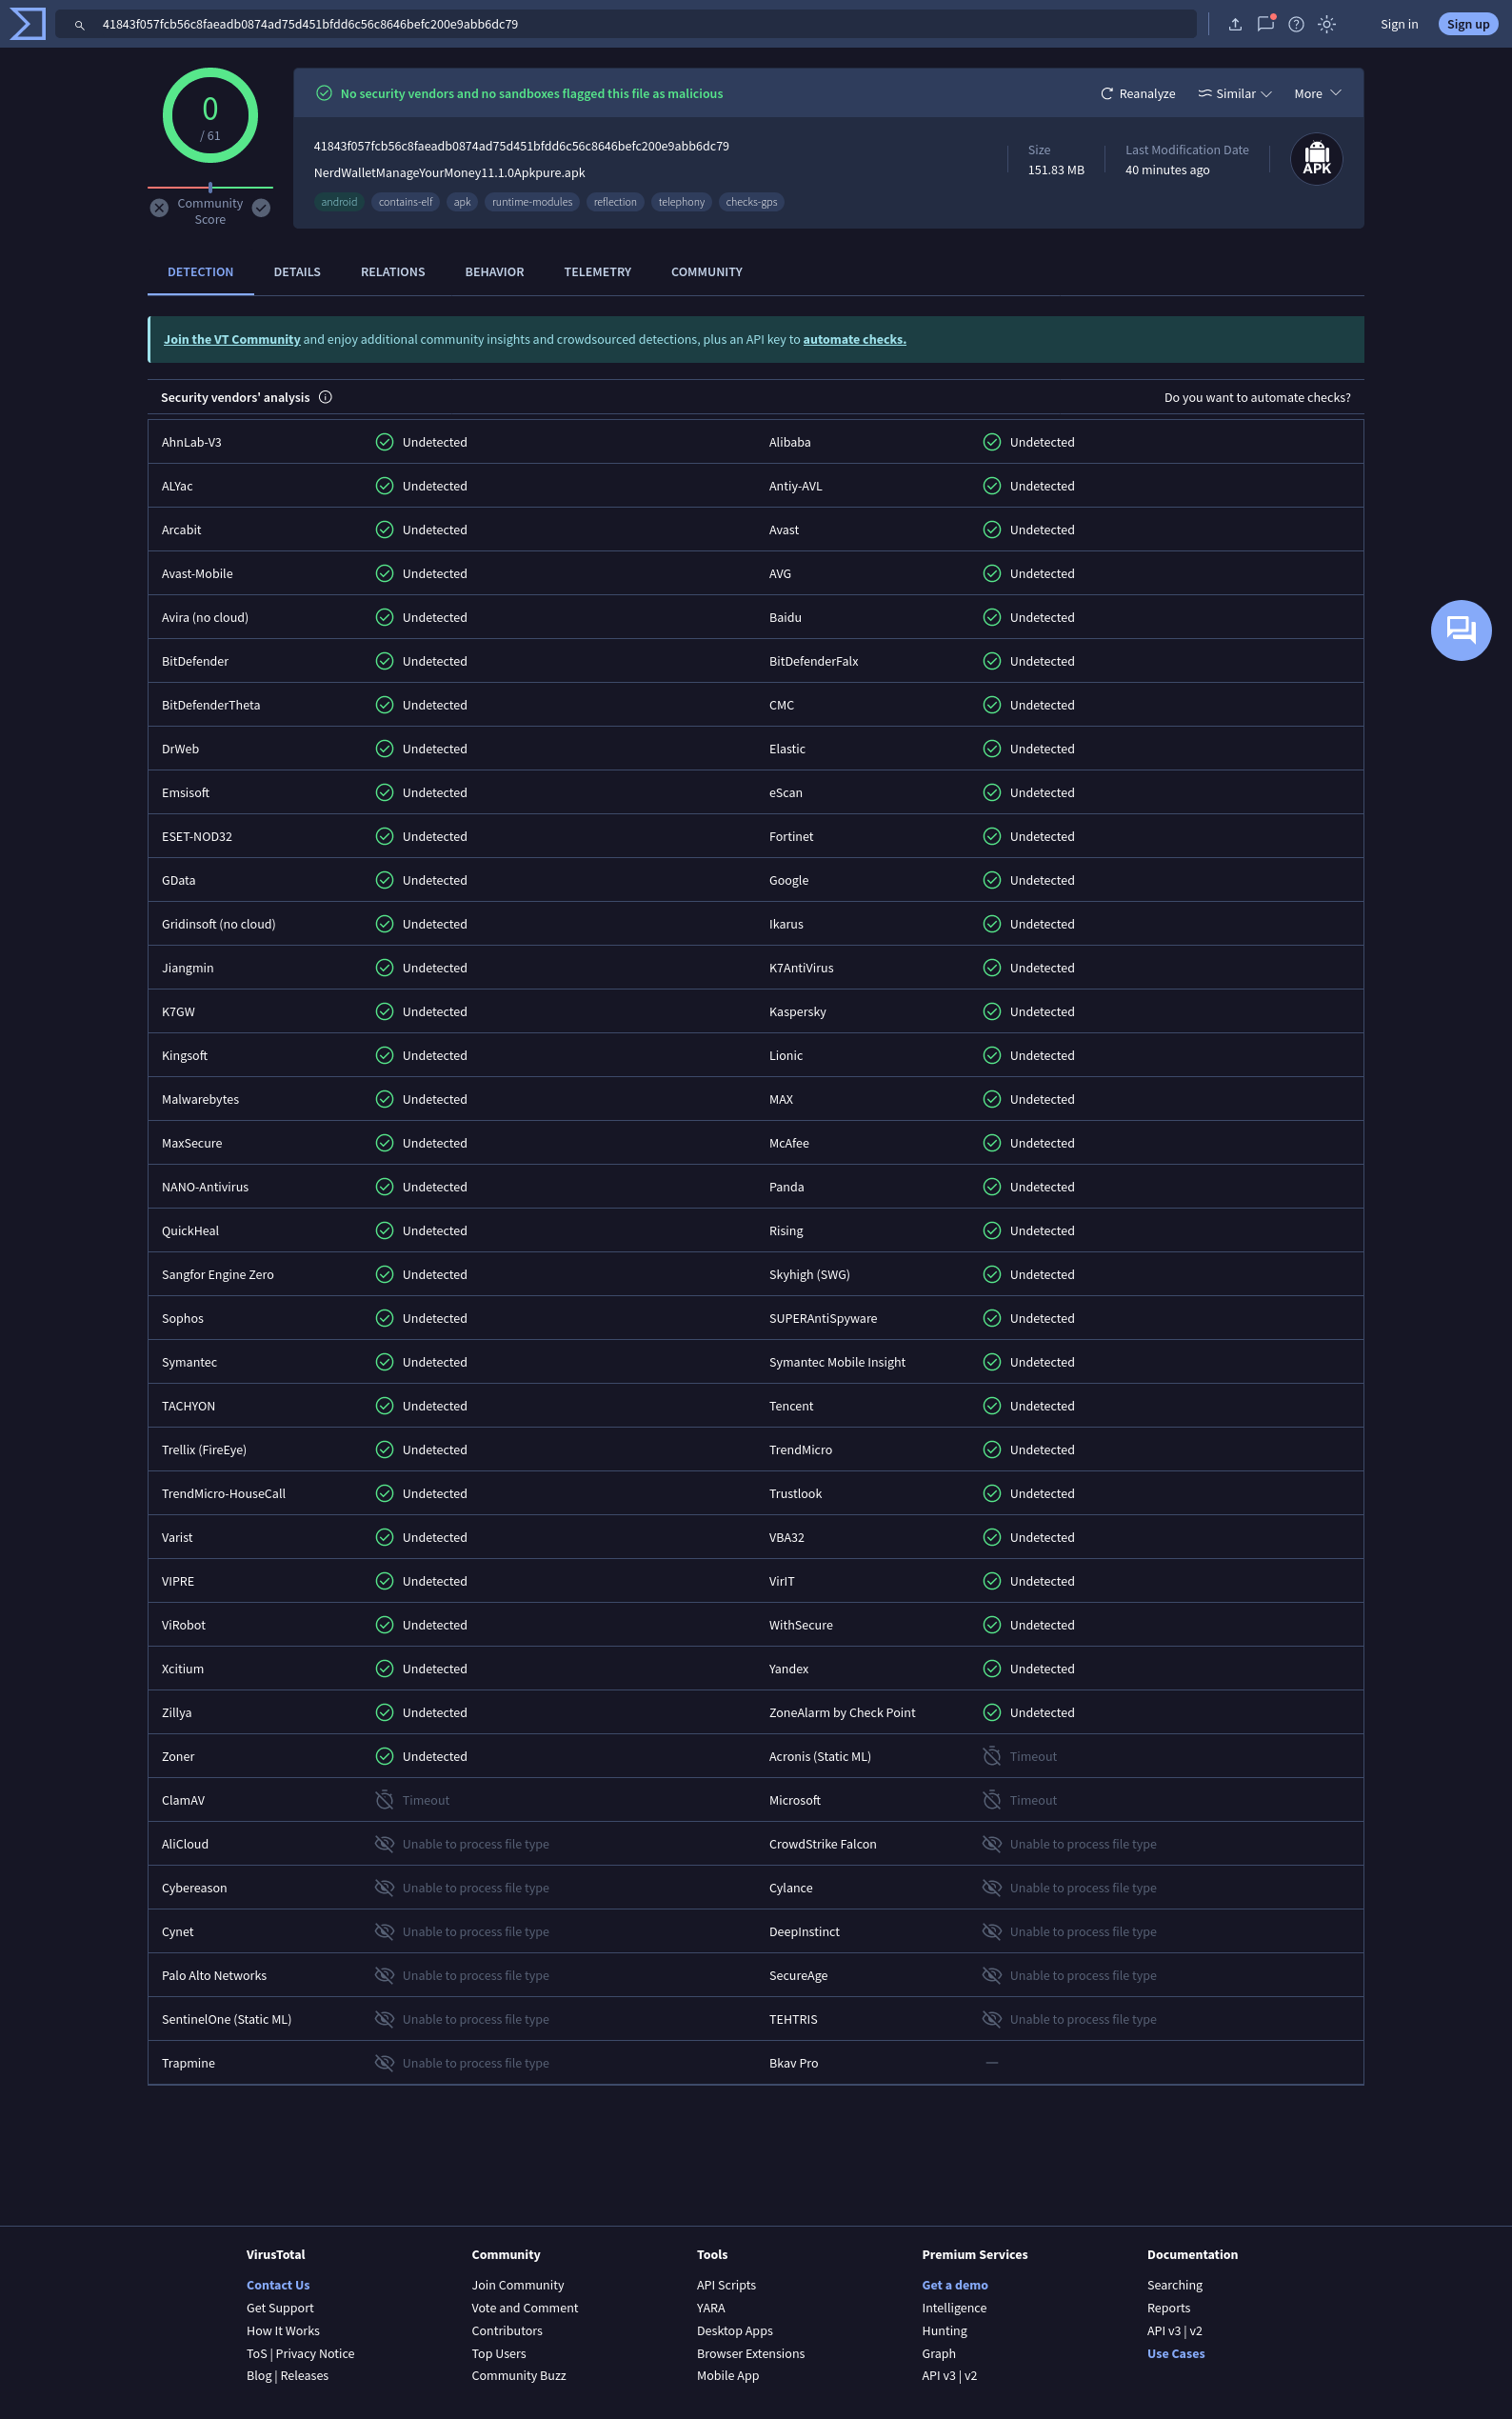 41843f057fcb56c8faeadb0874ad75d451bfdd6c56c8646befc200e9abb6dc79
Sign in
Sign up
0
/ 61
Community
Score
No security vendors and no sandboxes flagged this file as malicious
Reanalyze
Similar
More
41843f057fcb56c8faeadb0874ad75d451bfdd6c56c8646befc200e9abb6dc79
NerdWalletManageYourMoney11.1.0Apkpure.apk
android
contains-elf
apk
runtime-modules
reflection
telephony
checks-gps
Size
151.83 MB
Last Modification Date
40 minutes ago
APK
DETECTION
DETAILS
RELATIONS
BEHAVIOR
TELEMETRY
COMMUNITY
Join the VT Community and enjoy additional community insights and crowdsourced detections, plus an API key to automate checks.
Security vendors' analysis
Do you want to automate checks?
AhnLab-V3 Undetected Alibaba Undetected
ALYac Undetected Antiy-AVL Undetected
Arcabit Undetected Avast Undetected
Avast-Mobile Undetected AVG Undetected
Avira (no cloud) Undetected Baidu Undetected
BitDefender Undetected BitDefenderFalx Undetected
BitDefenderTheta Undetected CMC Undetected
DrWeb Undetected Elastic Undetected
Emsisoft Undetected eScan Undetected
ESET-NOD32 Undetected Fortinet Undetected
GData Undetected Google Undetected
Gridinsoft (no cloud) Undetected Ikarus Undetected
Jiangmin Undetected K7AntiVirus Undetected
K7GW Undetected Kaspersky Undetected
Kingsoft Undetected Lionic Undetected
Malwarebytes Undetected MAX Undetected
MaxSecure Undetected McAfee Undetected
NANO-Antivirus Undetected Panda Undetected
QuickHeal Undetected Rising Undetected
Sangfor Engine Zero Undetected Skyhigh (SWG) Undetected
Sophos Undetected SUPERAntiSpyware Undetected
Symantec Undetected Symantec Mobile Insight Undetected
TACHYON Undetected Tencent Undetected
Trellix (FireEye) Undetected TrendMicro Undetected
TrendMicro-HouseCall Undetected Trustlook Undetected
Varist Undetected VBA32 Undetected
VIPRE Undetected VirIT Undetected
ViRobot Undetected WithSecure Undetected
Xcitium Undetected Yandex Undetected
Zillya Undetected ZoneAlarm by Check Point Undetected
Zoner Undetected Acronis (Static ML) Timeout
ClamAV Timeout Microsoft Timeout
AliCloud Unable to process file type CrowdStrike Falcon Unable to process file type
Cybereason Unable to process file type Cylance Unable to process file type
Cynet Unable to process file type DeepInstinct Unable to process file type
Palo Alto Networks Unable to process file type SecureAge Unable to process file type
SentinelOne (Static ML) Unable to process file type TEHTRIS Unable to process file type
Trapmine Unable to process file type Bkav Pro —
VirusTotal
Contact Us
Get Support
How It Works
ToS | Privacy Notice
Blog | Releases
Community
Join Community
Vote and Comment
Contributors
Top Users
Community Buzz
Tools
API Scripts
YARA
Desktop Apps
Browser Extensions
Mobile App
Premium Services
Get a demo
Intelligence
Hunting
Graph
API v3 | v2
Documentation
Searching
Reports
API v3 | v2
Use Cases